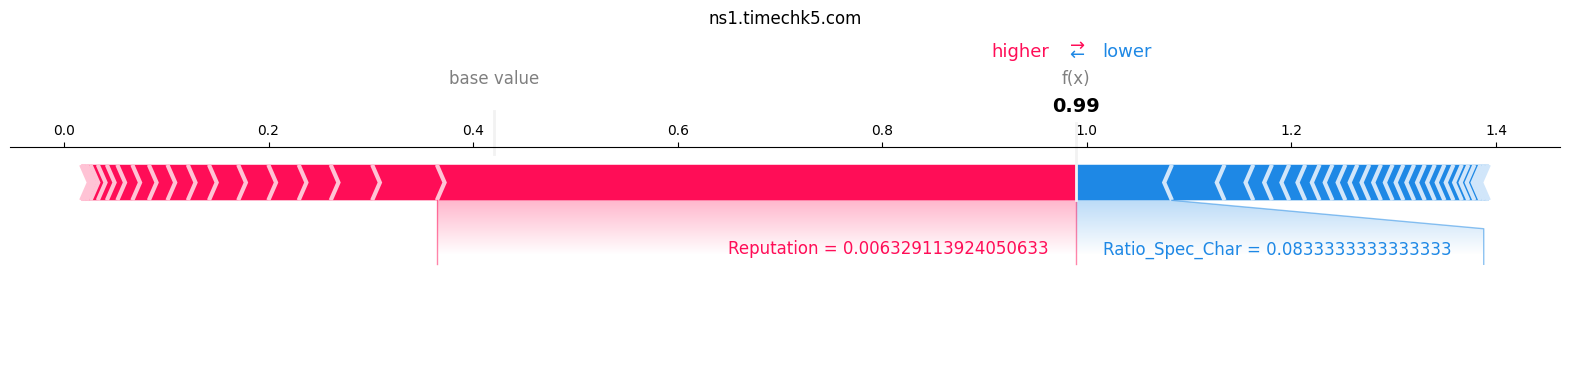 ns1.timechk5.com
higher → ← lower
base value f(x)
0.99
0.0 0.2 0.4 0.6 0.8 1.0 1.2 1.4
Reputation = 0.006329113924050633 Ratio_Spec_Char = 0.0833333333333333